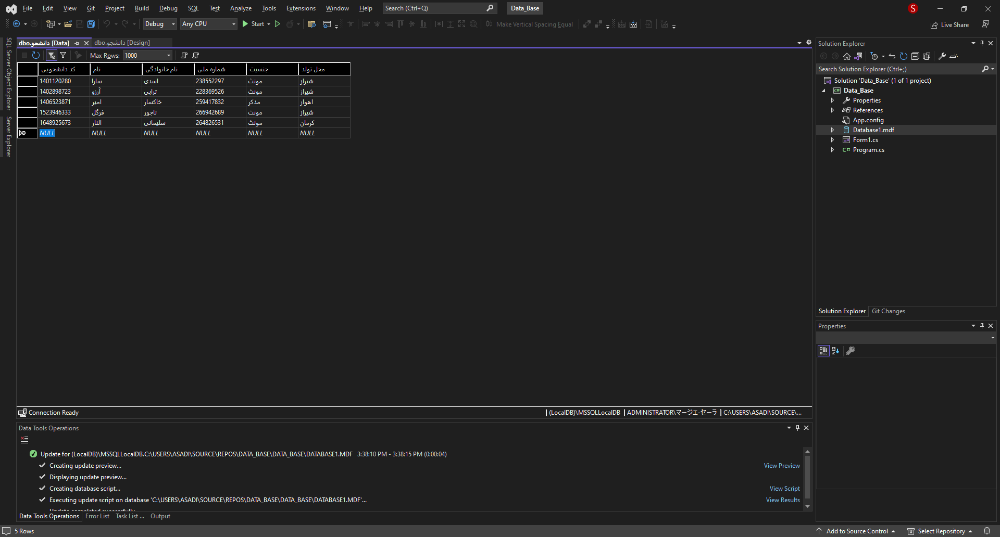 File Edit View Git Project Build Debug SQL Test Analyze Tools Extensions Window Help Search (Ctrl+Q) Data_Base S
Debug Any CPU Start Make Vertical Spacing Equal Live Share
SQL Server Object Explorer
Server Explorer
dbo.دانشجو [Data] dbo.دانشجو [Design]
Max Rows: 1000
کد دانشجویی نام نام خانوادگی شماره ملی جنسیت محل تولد
1401120280 سارا اسدی 238552297 مونث شیراز
1402898723 آرزو ترابی 228369526 مونث شیراز
1406523871 امیر خاکسار 259417832 مذکر اهواز
1523946333 فرگل تاجور 266942689 مونث شیراز
1648925673 الناز سلیمانی 264826531 مونث کرمان
NULL NULL NULL NULL NULL NULL
Connection Ready (LocalDB)\MSSQLLocalDB ADMINISTRATOR\マージエ-セーラ C:\USERS\ASADI\SOURCE\...
Data Tools Operations
Update for (LocalDB)\MSSQLLocalDB.C:\USERS\ASADI\SOURCE\REPOS\DATA_BASE\DATA_BASE\DATABASE1.MDF 3:38:10 PM - 3:38:15 PM (0:00:04)
Creating update preview... View Preview
Displaying update preview...
Creating database script... View Script
Executing update script on database 'C:\USERS\ASADI\SOURCE\REPOS\DATA_BASE\DATA_BASE\DATABASE1.MDF'... View Results
Data Tools Operations Error List Task List ... Output
Solution Explorer
Search Solution Explorer (Ctrl+;)
Solution 'Data_Base' (1 of 1 project)
C# Data_Base
Properties
References
App.config
Database1.mdf
Form1.cs
C# Program.cs
Solution Explorer Git Changes
Properties
5 Rows Add to Source Control Select Repository